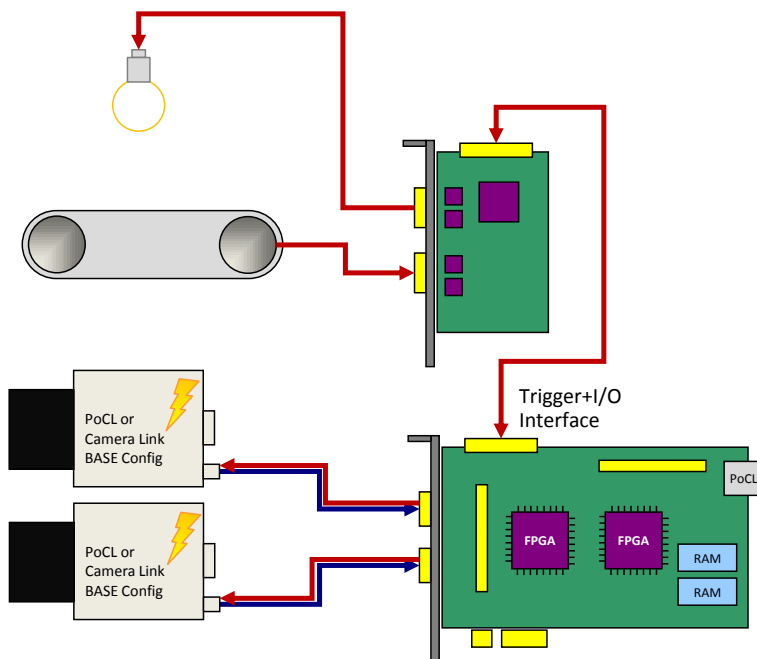 Trigger+I/O
Interface
PoCL or
Camera Link
BASE Config
PoCL
FPGA
FPGA
RAM
RAM
PoCL or
Camera Link
BASE Config